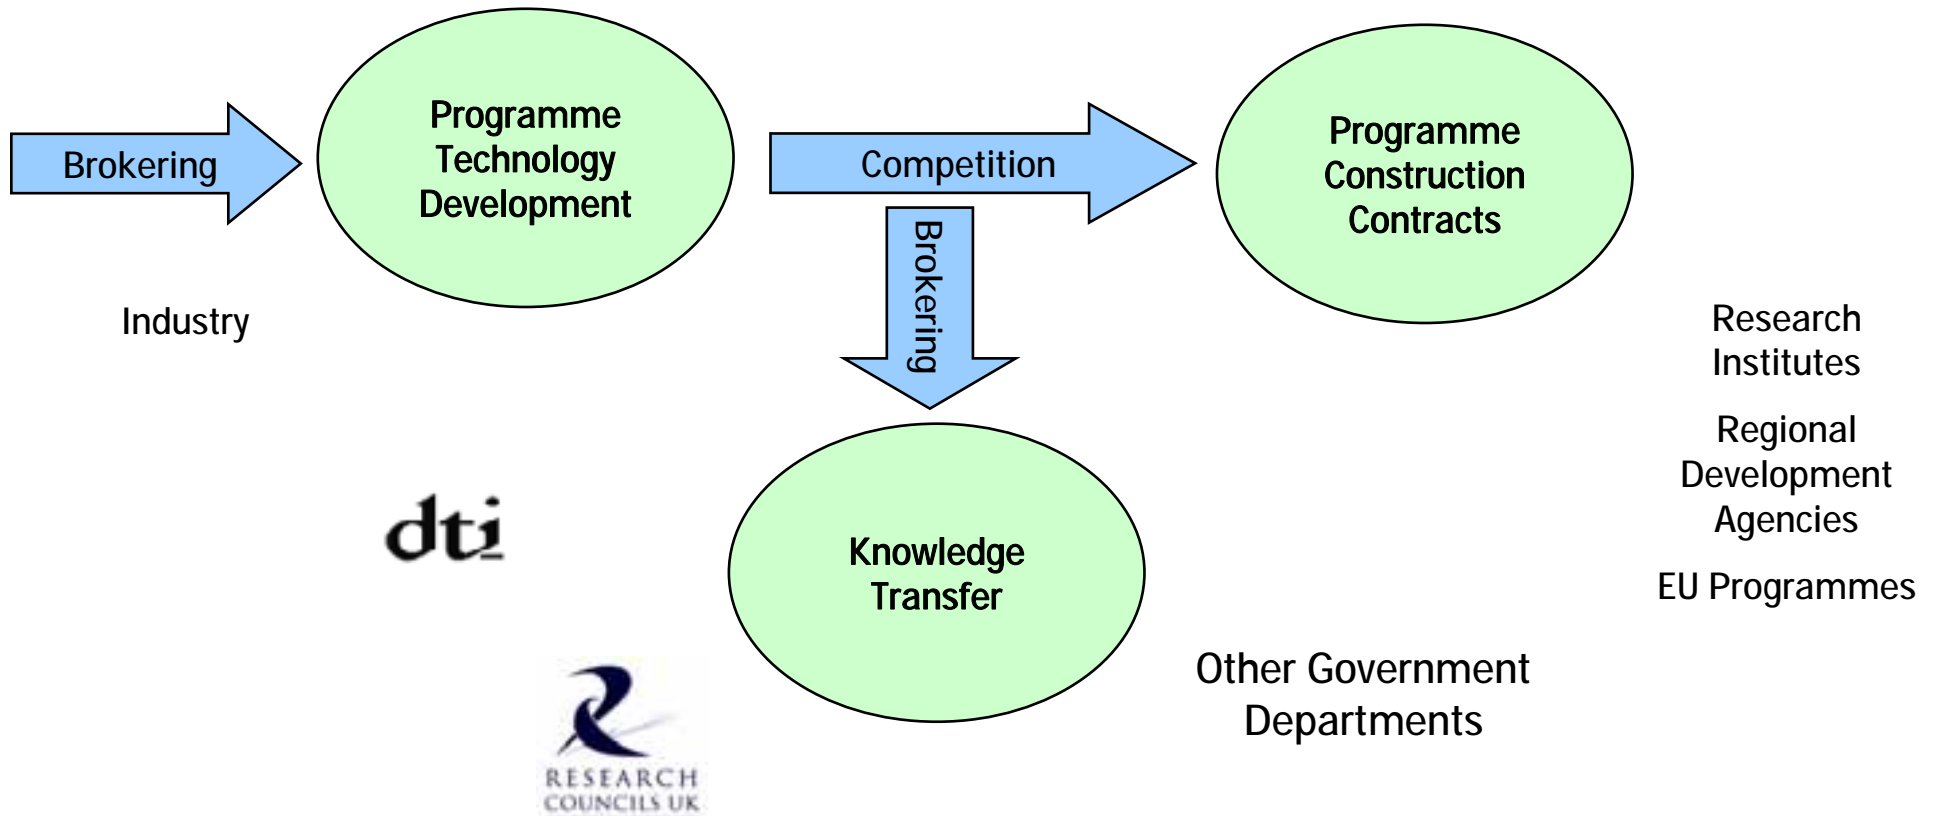 Brokering
Programme
Technology
Development
Competition
Programme
Construction
Contracts
Brokering
Industry
Research
Institutes
Regional
Development
Agencies
EU Programmes
dti
Knowledge
Transfer
Other Government
Departments
RESEARCH
COUNCILS UK